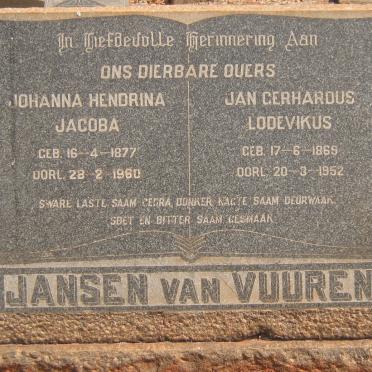 In Liefdevolle Herinnering Aan
ONS DIERBARE OUERS
JOHANNA HENDRINA
JACOBA
GEB. 16-4-1877
OORL. 28-2-1960
JAN GERHARDUS
LODEVIKUS
GEB. 17-6-1869
OORL. 20-3-1952
SWARE LASTE SAAM GEDRA, DONKER NAGTE SAAM DEURWAAK.
SOET EN BITTER SAAM GESMAAK
JANSEN VAN VUUREN